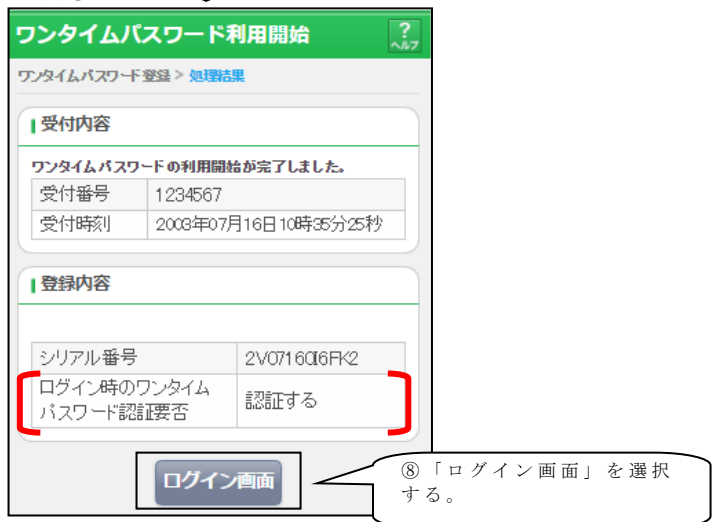 ワンタイムパスワード利用開始
?
ヘルプ
ワンタイムパスワード登録 > 処理結果
受付内容
ワンタイムパスワードの利用開始が完了しました。
受付番号 1234567
受付時刻 2003年07月16日10時35分25秒
登録内容
シリアル番号 2V07160I6FK2
ログイン時のワンタイム
パスワード認証要否 認証する
ログイン画面
⑧「ログイン画面」を選択
する。